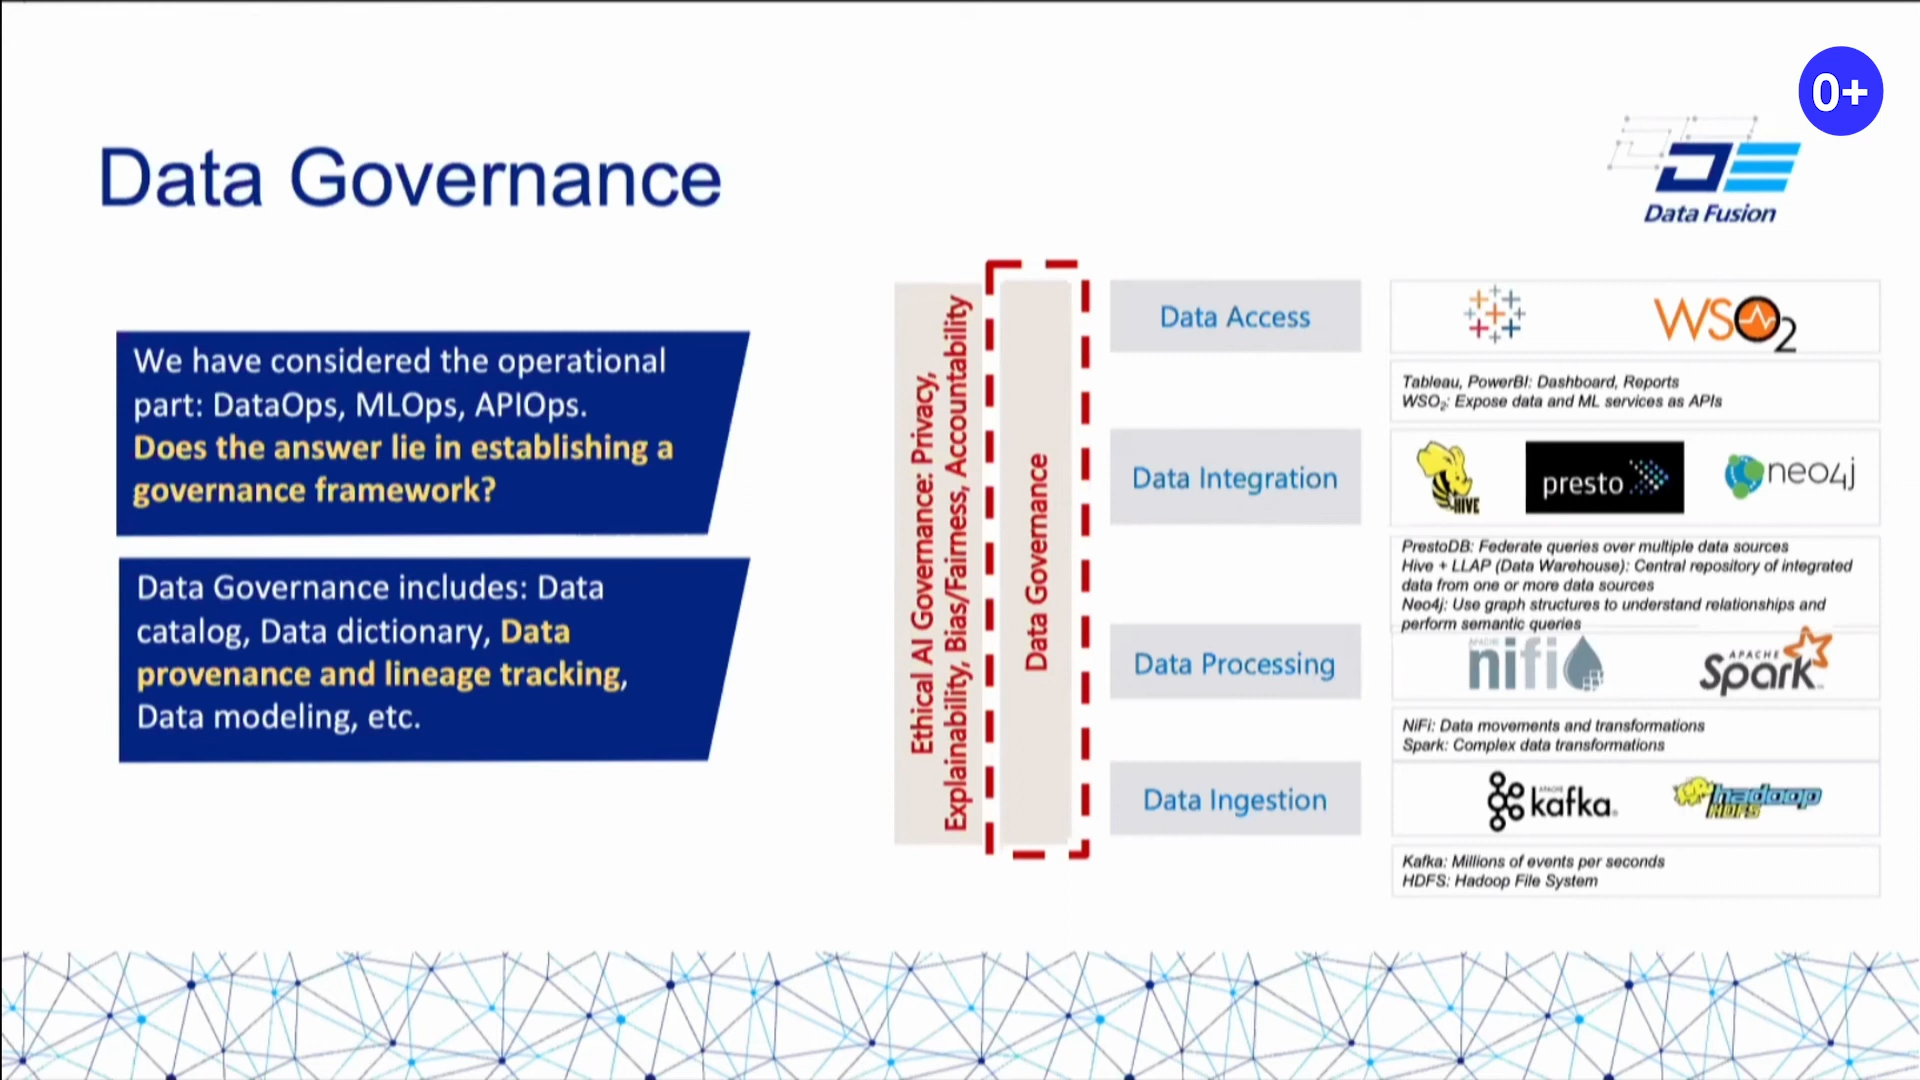 0+
Data Fusion
Data Governance
We have considered the operational
part: DataOps, MLOps, APIOps.
Does the answer lie in establishing a
governance framework?
Data Governance includes: Data
catalog, Data dictionary, Data
provenance and lineage tracking,
Data modeling, etc.
Ethical AI Governance: Privacy,
Explainability, Bias/Fairness, Accountability
Data Governance
Data Access
WSO2
Tableau, PowerBI: Dashboard, Reports
WSO2: Expose data and ML services as APIs
Data Integration
HIVE
presto
neo4j
PrestoDB: Federate queries over multiple data sources
Hive + LLAP (Data Warehouse): Central repository of integrated
data from one or more data sources
Neo4j: Use graph structures to understand relationships and
perform semantic queries
Data Processing
APACHE
nifi
APACHE
Spark
NiFi: Data movements and transformations
Spark: Complex data transformations
Data Ingestion
APACHE
kafka
hadoop
HDFS
Kafka: Millions of events per seconds
HDFS: Hadoop File System